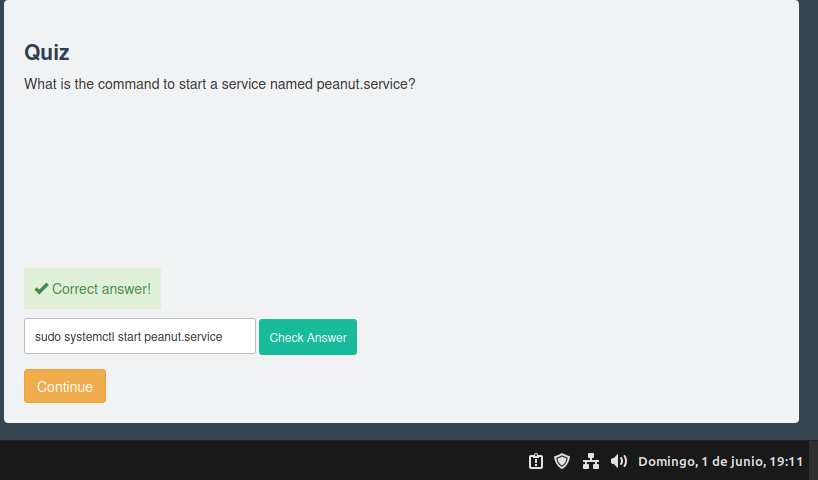 Quiz
What is the command to start a service named peanut.service?
Correct answer!
sudo systemctl start peanut.service
Check Answer
Continue
Domingo, 1 de junio, 19:11